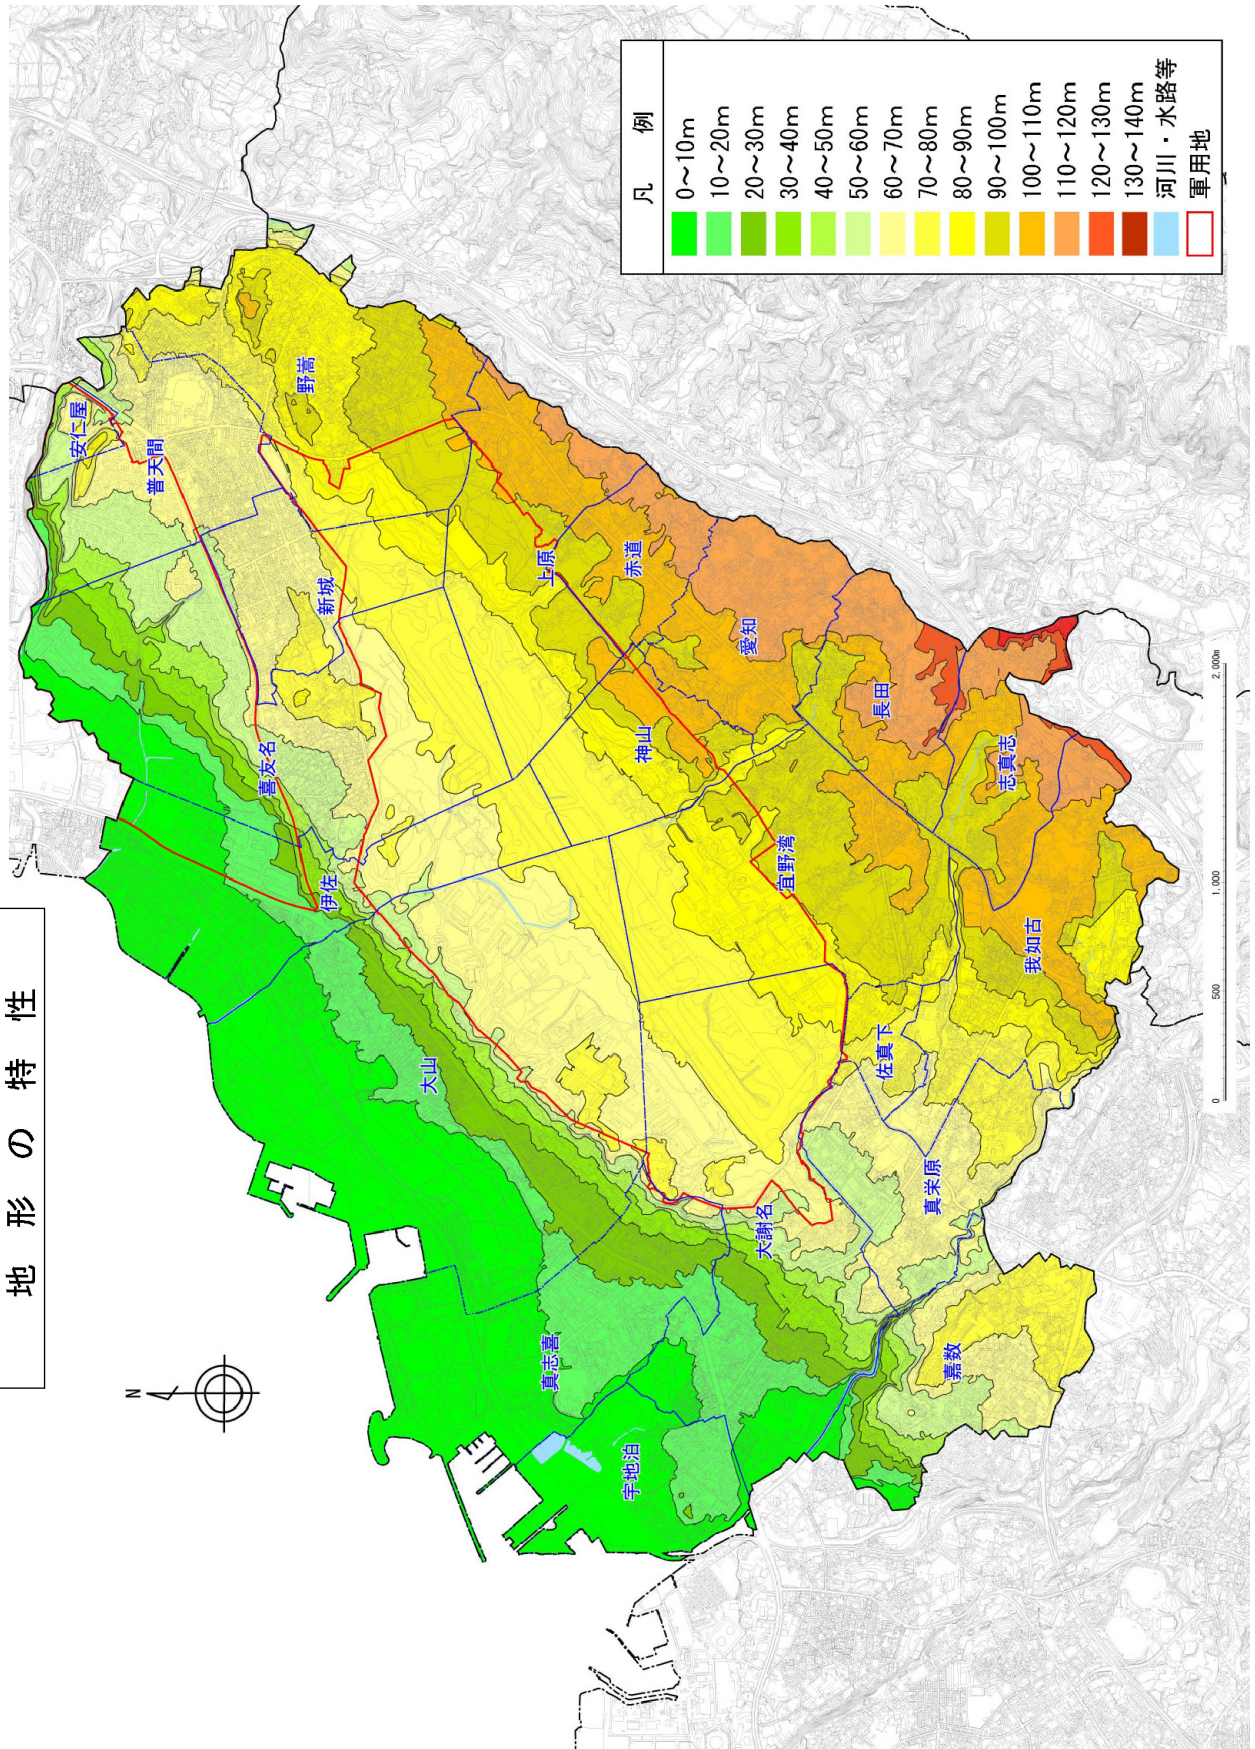 地形の特性
凡例
0～10m
10～20m
20～30m
30～40m
40～50m
50～60m
60～70m
70～80m
80～90m
90～100m
100～110m
110～120m
120～130m
130～140m
河川・水路等
軍用地
N
安仁屋
普天間
野嵩
新城
喜友名
伊佐
上原
赤道
愛知
神山
長田
宜野湾
志真志
大山
我如古
佐真下
真栄原
大謝名
真志喜
嘉数
宇地泊
0
500
1,000
2,000m